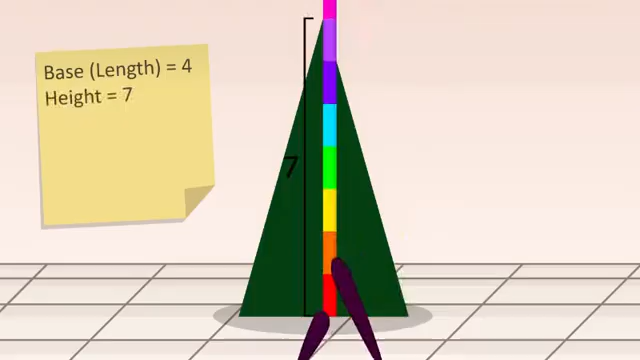 Base (Length) = 4
Height = 7
7